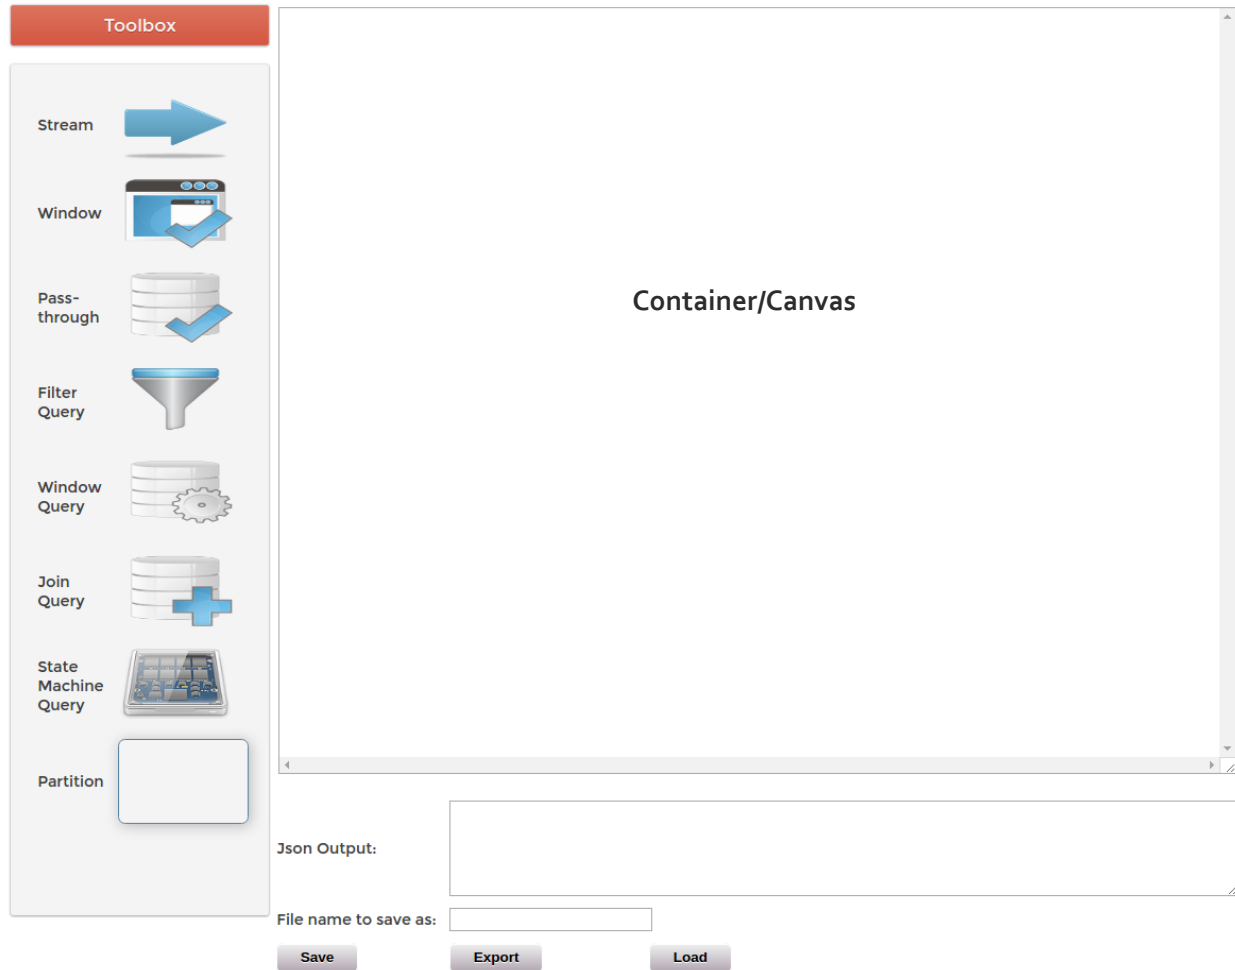 Toolbox
Stream
Window
Pass-
through
Filter
Query
Window
Query
Join
Query
State
Machine
Query
Partition
Container/Canvas
Json Output:
File name to save as:
Save
Export
Load